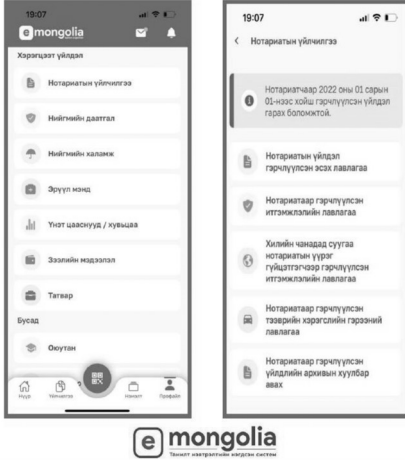 19:07
e mongolia
Хэрэгцээт үйлдэл
Нотариатын үйлчилгээ
Нийгмийн даатгал
Нийгмийн халамж
Эрүүл мэнд
Үнэт цааснууд / хувьцаа
Зээлийн мэдээлэл
Татвар
Бусад
Оюутан
Нүүр
Үйлчилгээ
Профайл
19:07
Нотариатын үйлчилгээ
Нотариатчаар 2022 оны 01 сарын
01-нээс хойш гэрчлүүлсэн үйлдэл
гарах боломжтой.
Нотариатын үйлдэл
гэрчлүүлсэн эсэх лавлагаа
Нотариатаар гэрчлүүлсэн
итгэмжлэлийн лавлагаа
Хилийн чанадад суугаа
нотариатын үүрэг
гүйцэтгэгчээр гэрчлүүлсэн
итгэмжлэлийн лавлагаа
Нотариатаар гэрчлүүлсэн
тээврийн хэрэгслийн гэрээний
лавлагаа
Нотариатаар гэрчлүүлсэн
үйлдлийн архивын хуулбар
авах
e mongolia